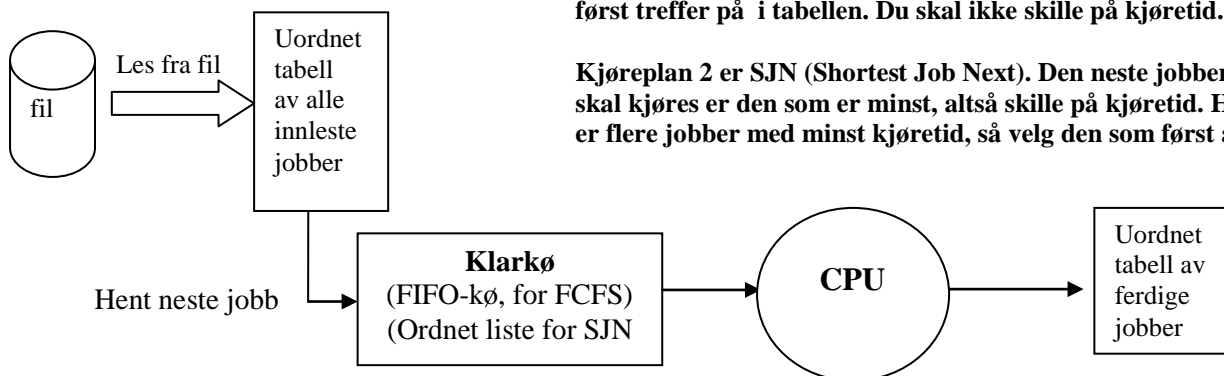 først treffer på i tabellen. Du skal ikke skille på kjøretid.
Kjøreplan 2 er SJN (Shortest Job Next). Den neste jobben
skal kjøres er den som er minst, altså skille på kjøretid. H
er flere jobber med minst kjøretid, så velg den som først a
Les fra fil
fil
Uordnet
tabell
av alle
innleste
jobber
Hent neste jobb
Klarkø
(FIFO-kø, for FCFS)
(Ordnet liste for SJN
CPU
Uordnet
tabell av
ferdige
jobber